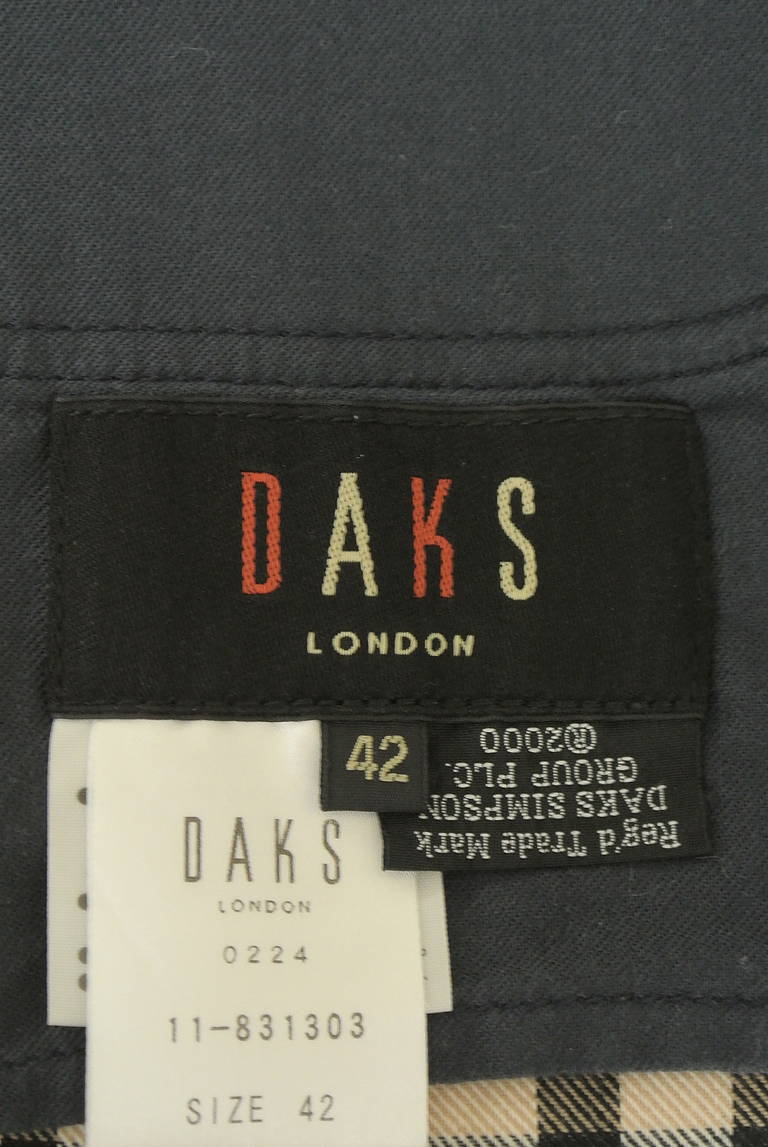 DAKS
LONDON
42
Reg'd Trade Mark
DAKS SIMPSON
GROUP PLC.
®2000
DAKS
LONDON
0224
11-831303
SIZE 42